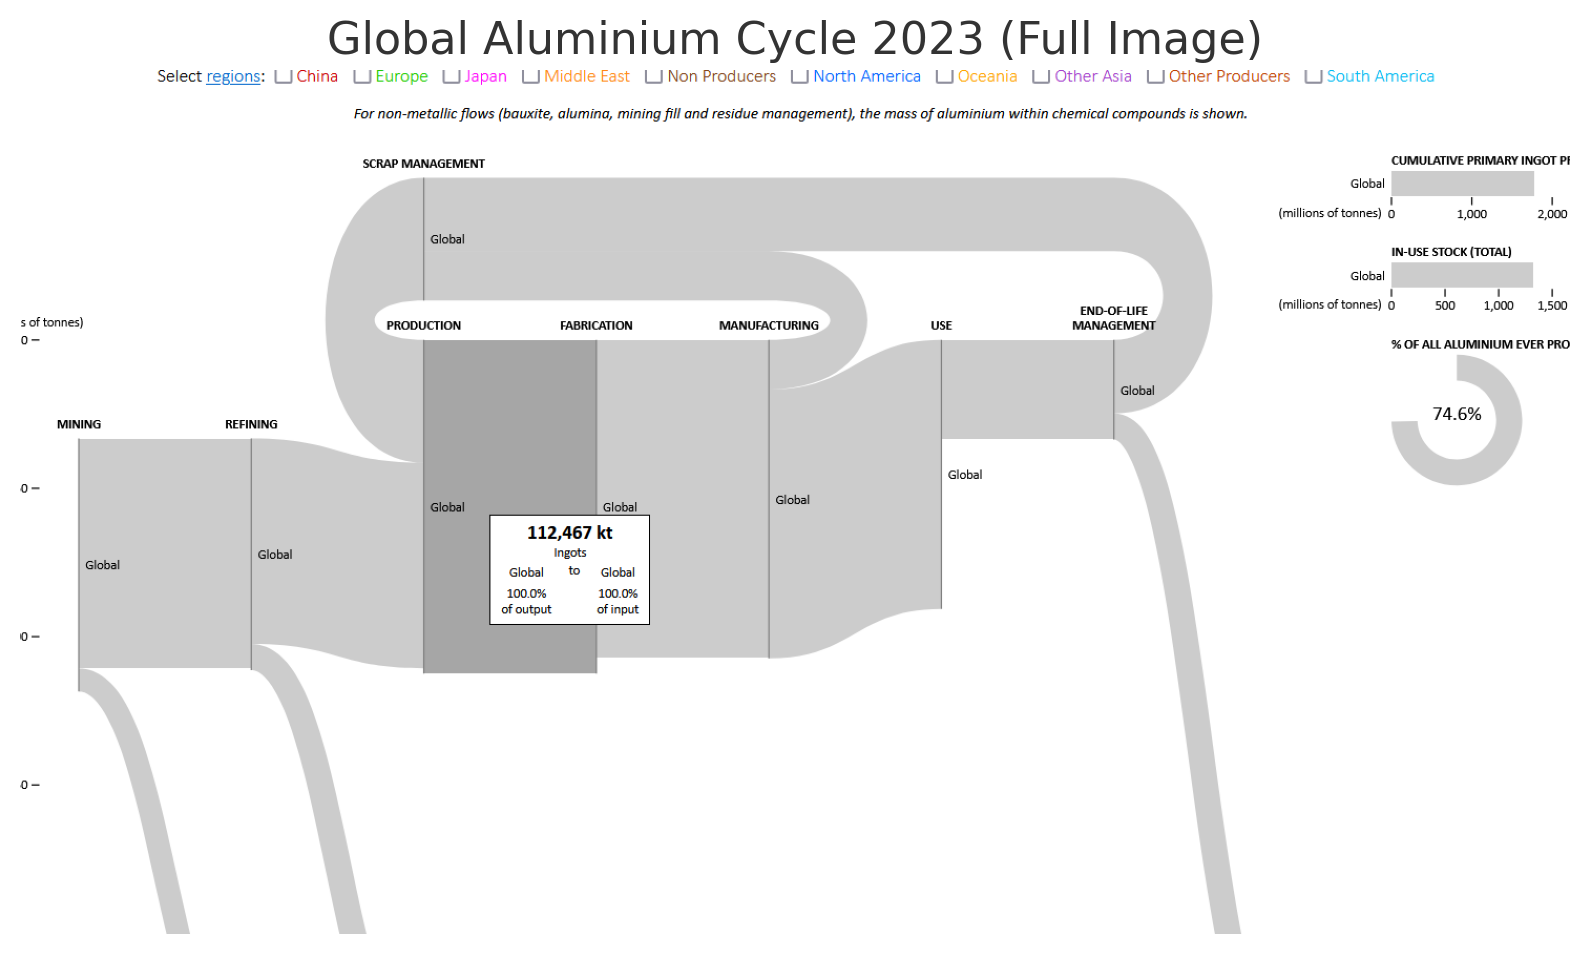 Global Aluminium Cycle 2023 (Full Image)
Select regions: China Europe Japan Middle East Non Producers North America Oceania Other Asia Other Producers South America
For non-metallic flows (bauxite, alumina, mining fill and residue management), the mass of aluminium within chemical compounds is shown.
SCRAP MANAGEMENT
Global
s of tonnes)
0
0
0
0
PRODUCTION
FABRICATION
MANUFACTURING
USE
END-OF-LIFE
MANAGEMENT
Global
MINING
REFINING
Global
Global
Global
Global
Global
Global
112,467 kt
Ingots
Global to Global
100.0% 100.0%
of output of input
CUMULATIVE PRIMARY INGOT
Global
(millions of tonnes) 0 1,000 2,000
IN-USE STOCK (TOTAL)
Global
(millions of tonnes) 0 500 1,000 1,500
% OF ALL ALUMINIUM EVER
74.6%